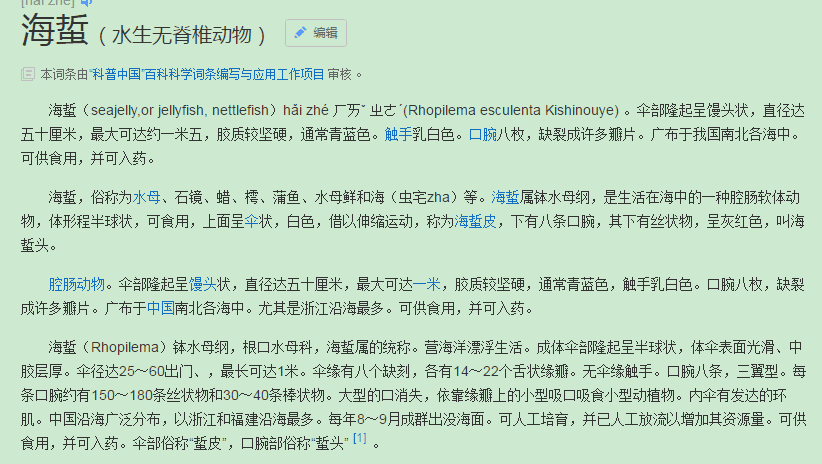 [hǎi zhé]
海蜇（水生无脊椎动物） 编辑
本词条由“科普中国”百科科学词条编写与应用工作项目 审核 。
海蜇（seajelly,or jellyfish, nettlefish）hǎi zhé ㄏㄞˇ ㄓㄜˊ(Rhopilema esculenta Kishinouye) 。伞部隆起呈馒头状，直径达
五十厘米，最大可达约一米五，胶质较坚硬，通常青蓝色。触手乳白色。口腕八枚，缺裂成许多瓣片。广布于我国南北各海中。
可供食用，并可入药。
海蜇，俗称为水母、石镜、蜡、樗、蒲鱼、水母鲜和海（虫宅zha）等。海蜇属钵水母纲，是生活在海中的一种腔肠软体动
物，体形程半球状，可食用，上面呈伞状，白色，借以伸缩运动，称为海蜇皮，下有八条口腕，其下有丝状物，呈灰红色，叫海
蜇头。
腔肠动物。伞部隆起呈馒头状，直径达五十厘米，最大可达一米，胶质较坚硬，通常青蓝色，触手乳白色。口腕八枚，缺裂
成许多瓣片。广布于中国南北各海中。尤其是浙江沿海最多。可供食用，并可入药。
海蜇（Rhopilema）钵水母纲，根口水母科，海蜇属的统称。营海洋漂浮生活。成体伞部隆起呈半球状，体伞表面光滑、中
胶层厚。伞径达25～60出门、，最长可达1米。伞缘有八个缺刻，各有14～22个舌状缘瓣。无伞缘触手。口腕八条，三翼型。每
条口腕约有150～180条丝状物和30～40条棒状物。大型的口消失，依靠缘瓣上的小型吸口吸食小型动植物。内伞有发达的环
肌。中国沿海广泛分布，以浙江和福建沿海最多。每年8～9月成群出没海面。可人工培育，并已人工放流以增加其资源量。可供
食用，并可入药。伞部俗称“蜇皮”，口腕部俗称“蜇头” [1] 。